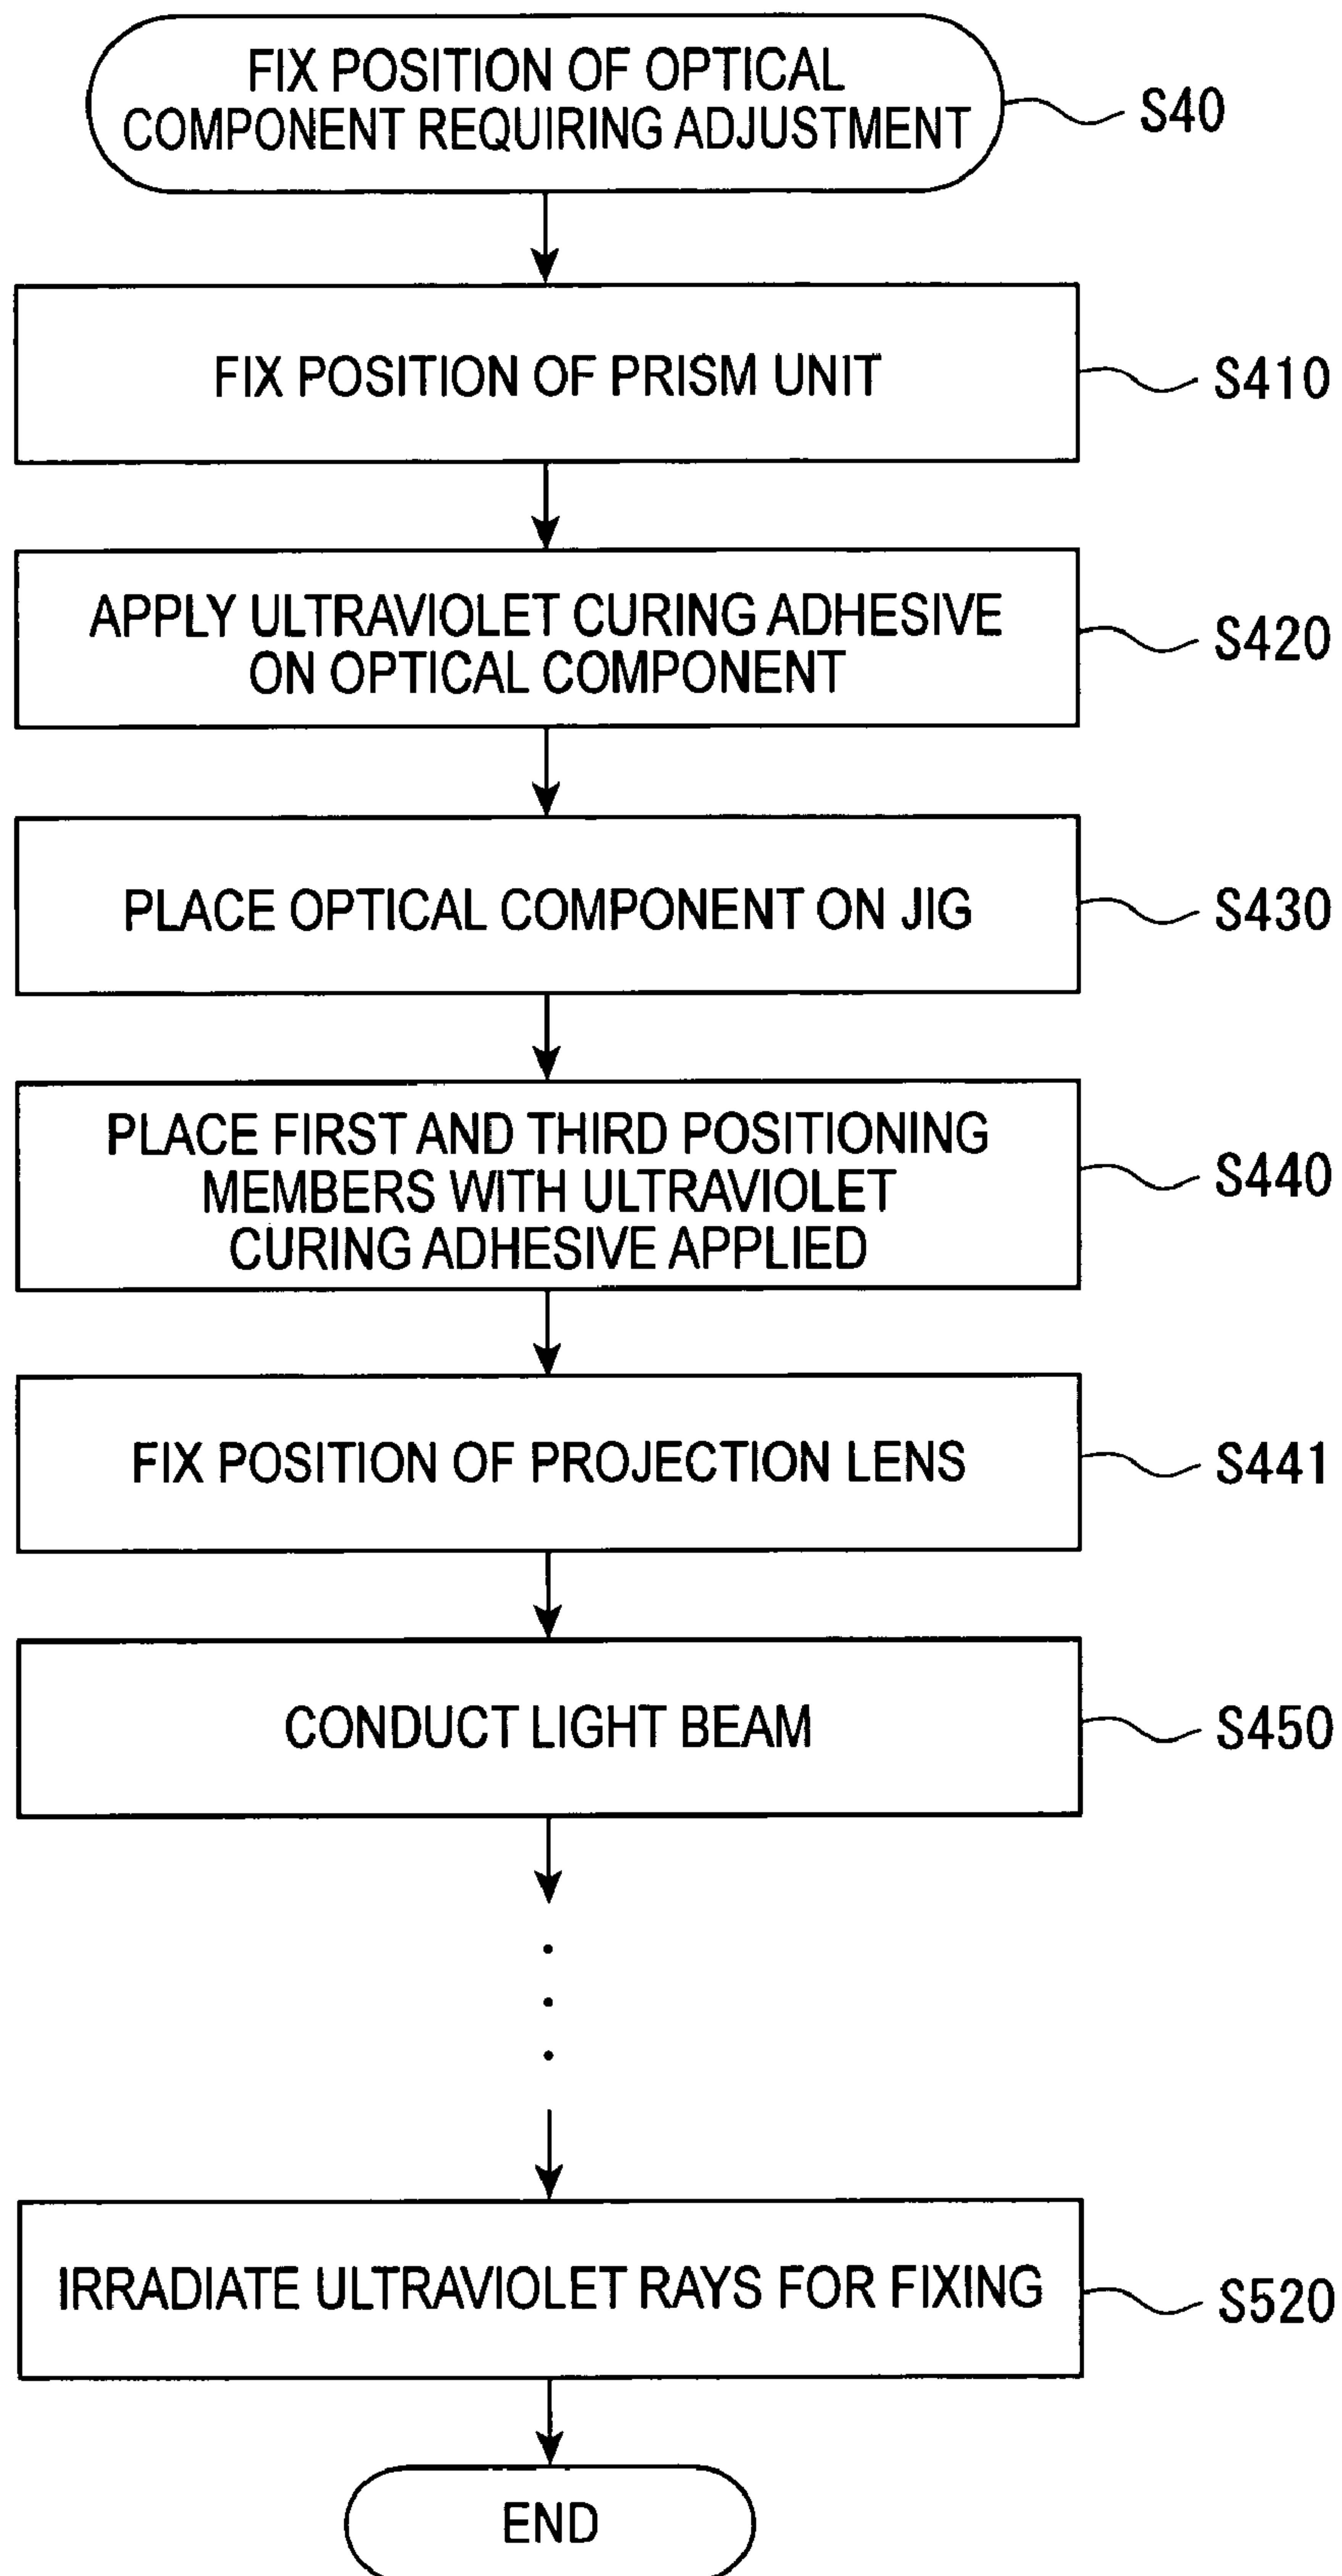 FIX POSITION OF OPTICAL
COMPONENT REQUIRING ADJUSTMENT
S40
FIX POSITION OF PRISM UNIT
S410
APPLY ULTRAVIOLET CURING ADHESIVE
ON OPTICAL COMPONENT
S420
PLACE OPTICAL COMPONENT ON JIG
S430
PLACE FIRST AND THIRD POSITIONING
MEMBERS WITH ULTRAVIOLET
CURING ADHESIVE APPLIED
S440
FIX POSITION OF PROJECTION LENS
S441
CONDUCT LIGHT BEAM
S450
IRRADIATE ULTRAVIOLET RAYS FOR FIXING
S520
END